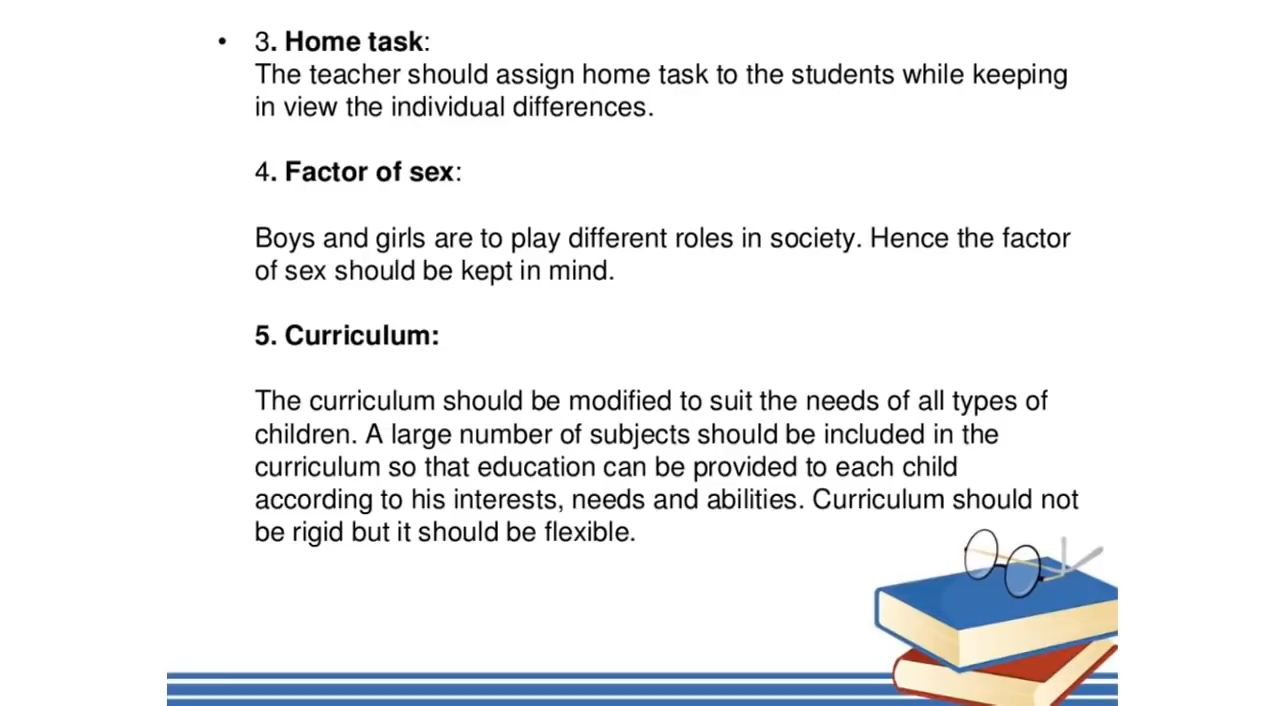 • 3. Home task:
The teacher should assign home task to the students while keeping
in view the individual differences.
4. Factor of sex:
Boys and girls are to play different roles in society. Hence the factor
of sex should be kept in mind.
5. Curriculum:
The curriculum should be modified to suit the needs of all types of
children. A large number of subjects should be included in the
curriculum so that education can be provided to each child
according to his interests, needs and abilities. Curriculum should not
be rigid but it should be flexible.